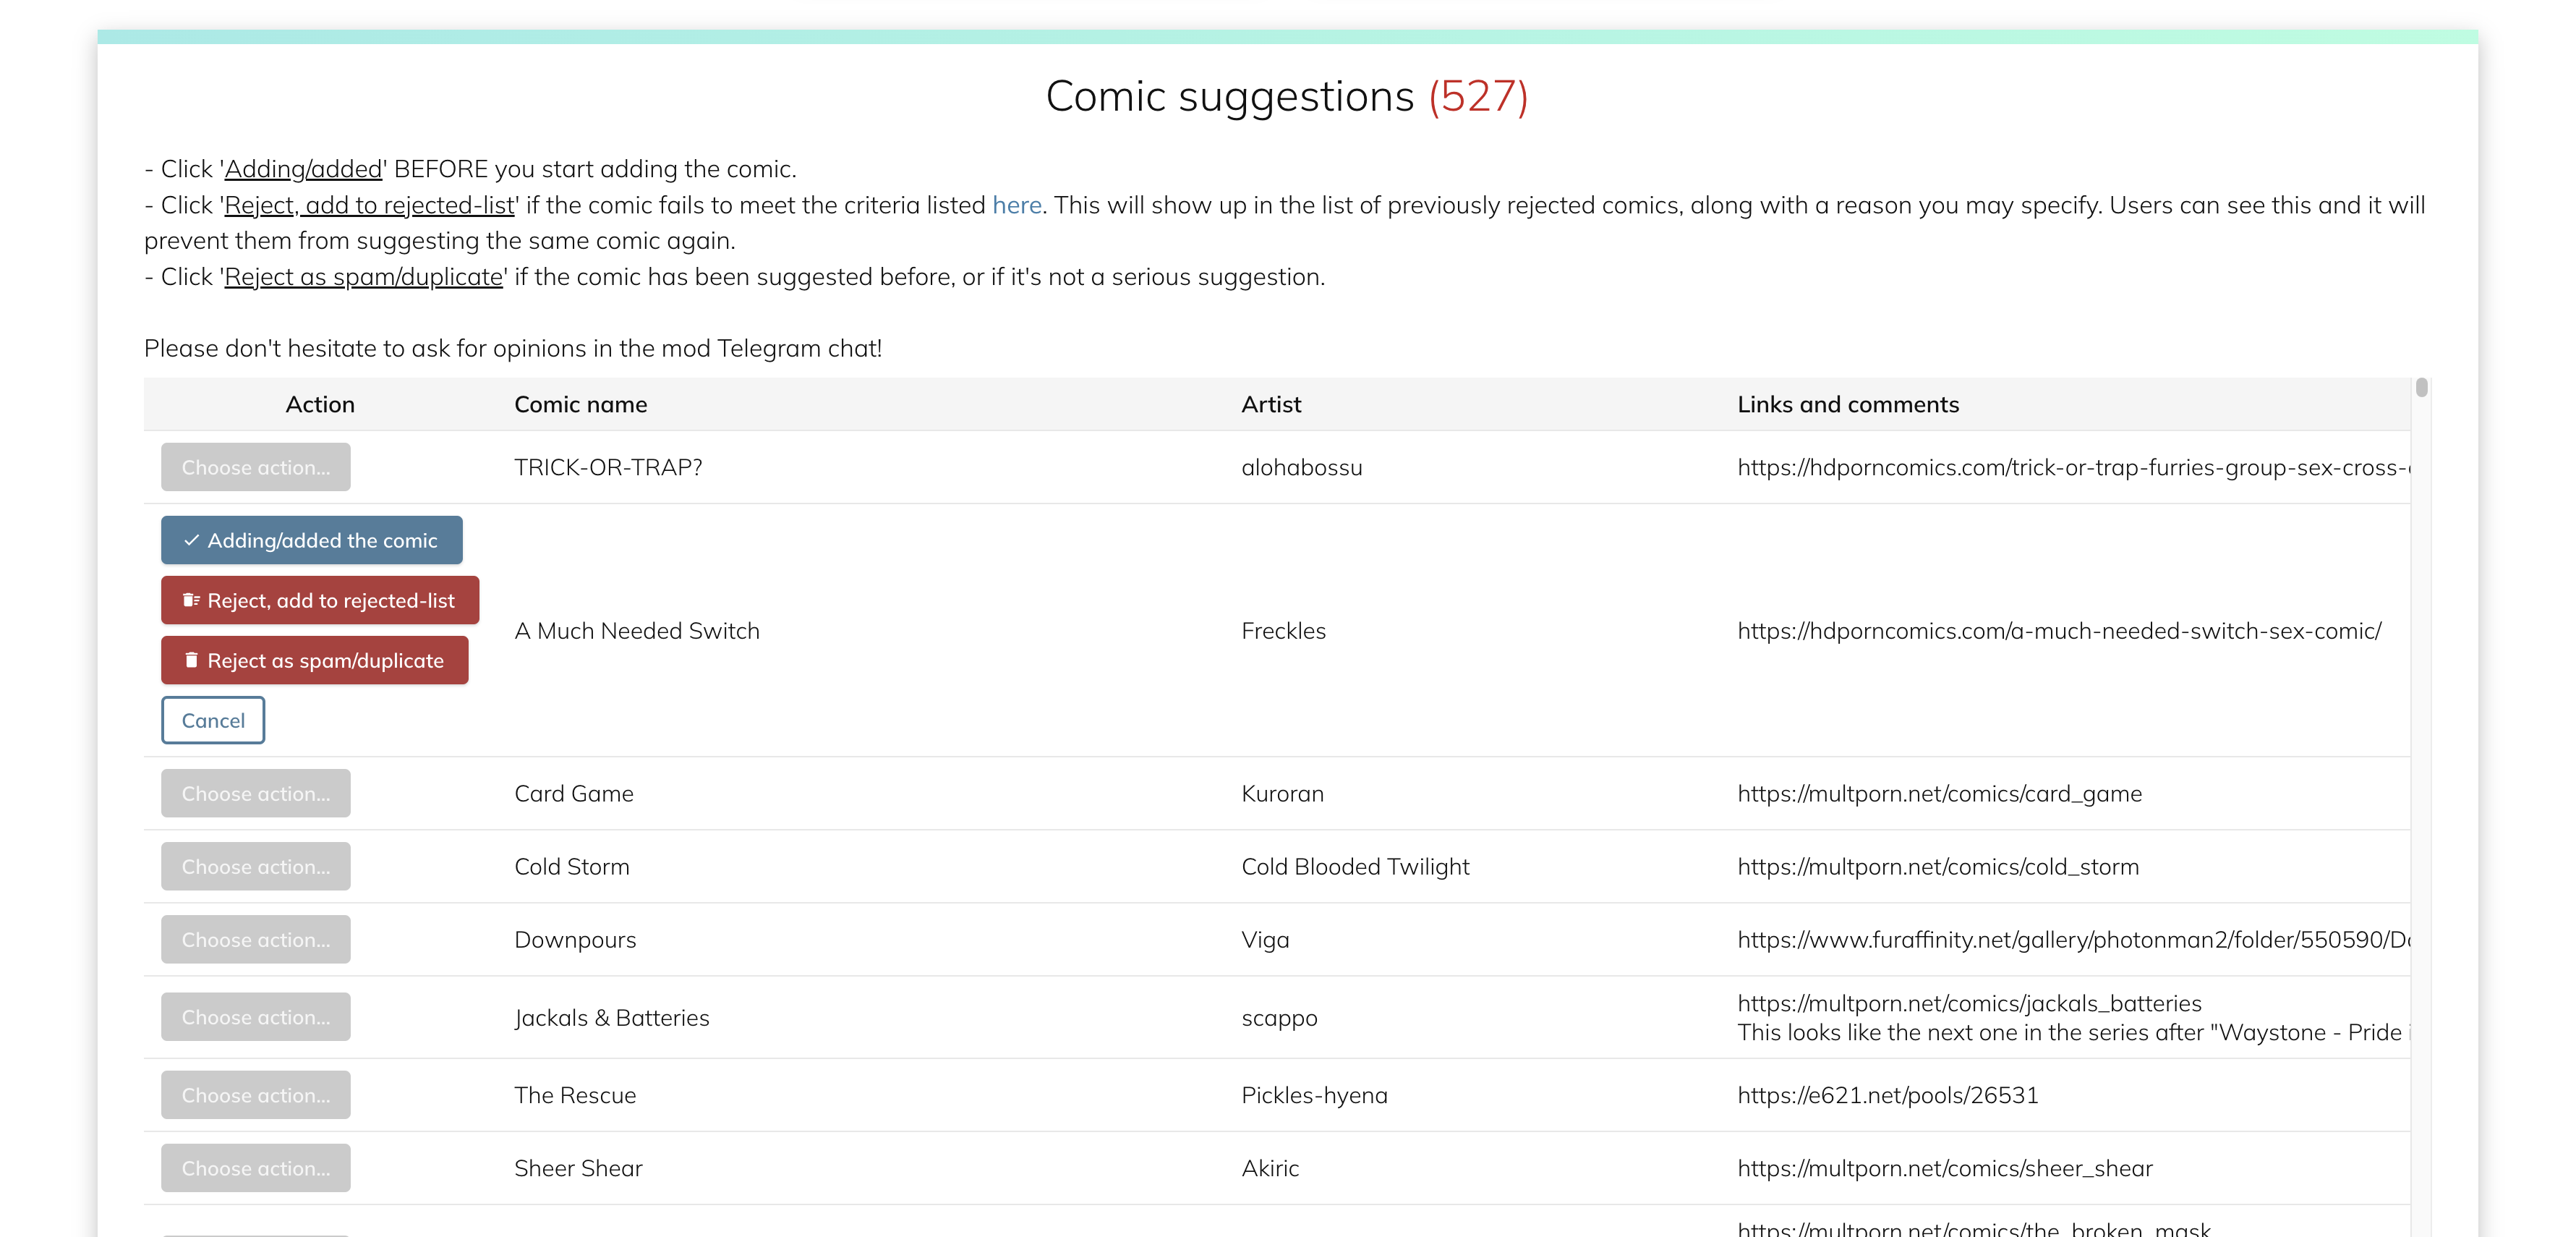 Comic suggestions (527)
- Click 'Adding/added' BEFORE you start adding the comic.
- Click 'Reject, add to rejected-list' if the comic fails to meet the criteria listed here. This will show up in the list of previously rejected comics, along with a reason you may specify. Users can see this and it will
prevent them from suggesting the same comic again.
- Click 'Reject as spam/duplicate' if the comic has been suggested before, or if it's not a serious suggestion.
Please don't hesitate to ask for opinions in the mod Telegram chat!
Action Comic name Artist Links and comments
Choose action... TRICK-OR-TRAP? alohabossu https://hdporncomics.com/trick-or-trap-furries-group-sex-cross-
Adding/added the comic
Reject, add to rejected-list
A Much Needed Switch Freckles https://hdporncomics.com/a-much-needed-switch-sex-comic/
Reject as spam/duplicate
Cancel
Choose action... Card Game Kuroran https://multporn.net/comics/card_game
Choose action... Cold Storm Cold Blooded Twilight https://multporn.net/comics/cold_storm
Choose action... Downpours Viga https://www.furaffinity.net/gallery/photonman2/folder/550590/D
Choose action... Jackals & Batteries scappo https://multporn.net/comics/jackals_batteries
This looks like the next one in the series after "Waystone - Pride
Choose action... The Rescue Pickles-hyena https://e621.net/pools/26531
Choose action... Sheer Shear Akiric https://multporn.net/comics/sheer_shear
https://multporn.net/comics/the_broken_mask